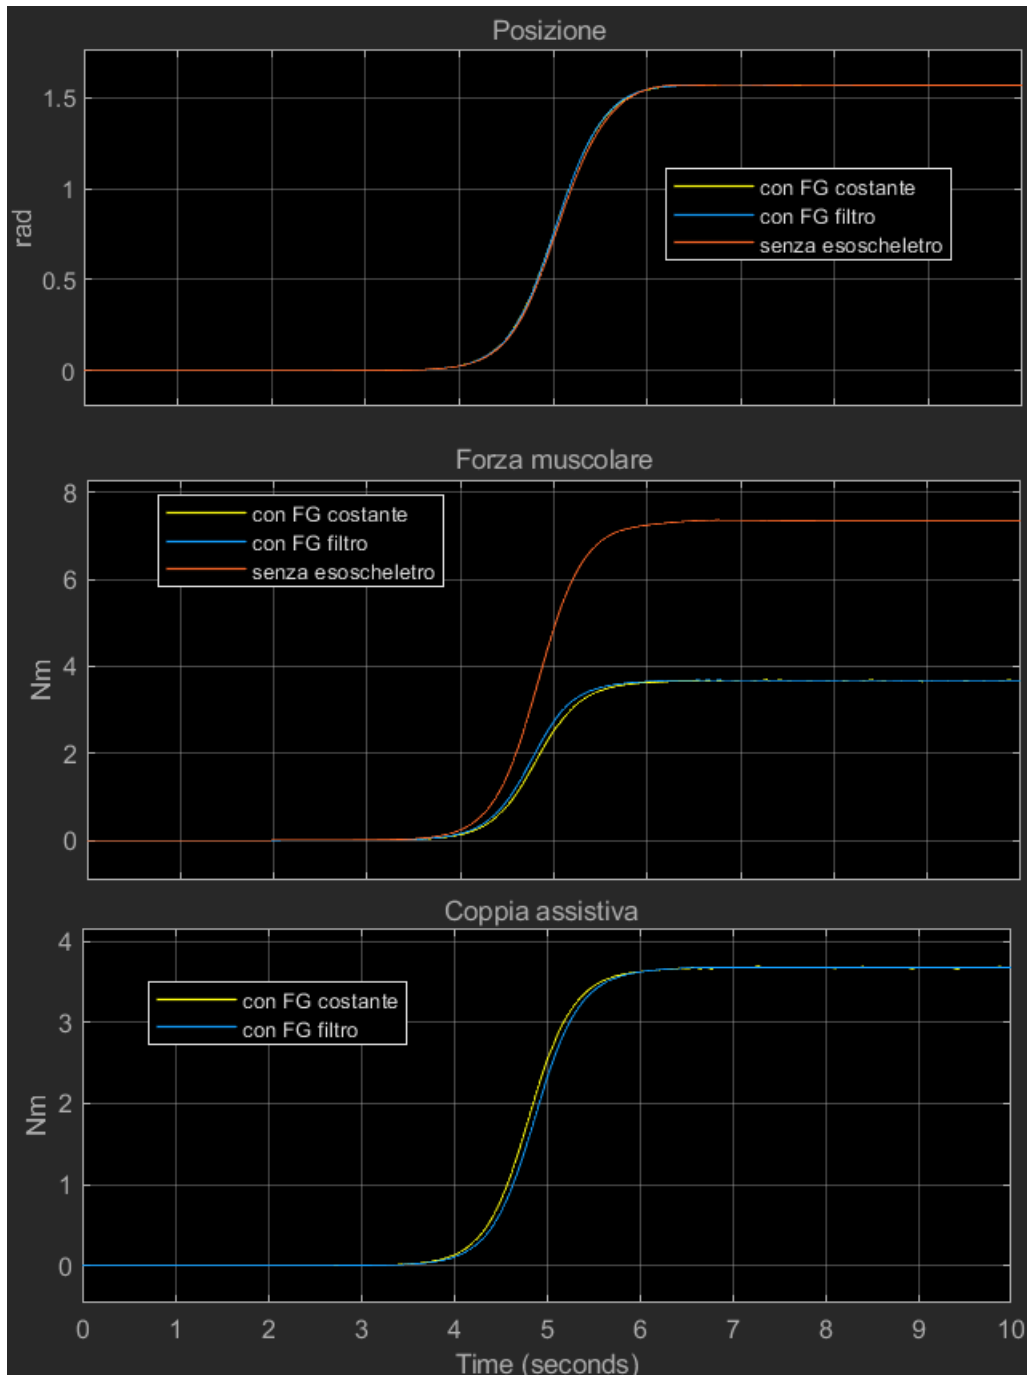 Posizione
1.5
1
0.5
0
rad
con FG costante
con FG filtro
senza esoscheletro
Forza muscolare
8
6
4
2
0
Nm
con FG costante
con FG filtro
senza esoscheletro
Coppia assistiva
4
3
2
1
0
Nm
con FG costante
con FG filtro
0 1 2 3 4 5 6 7 8 9 10
Time (seconds)